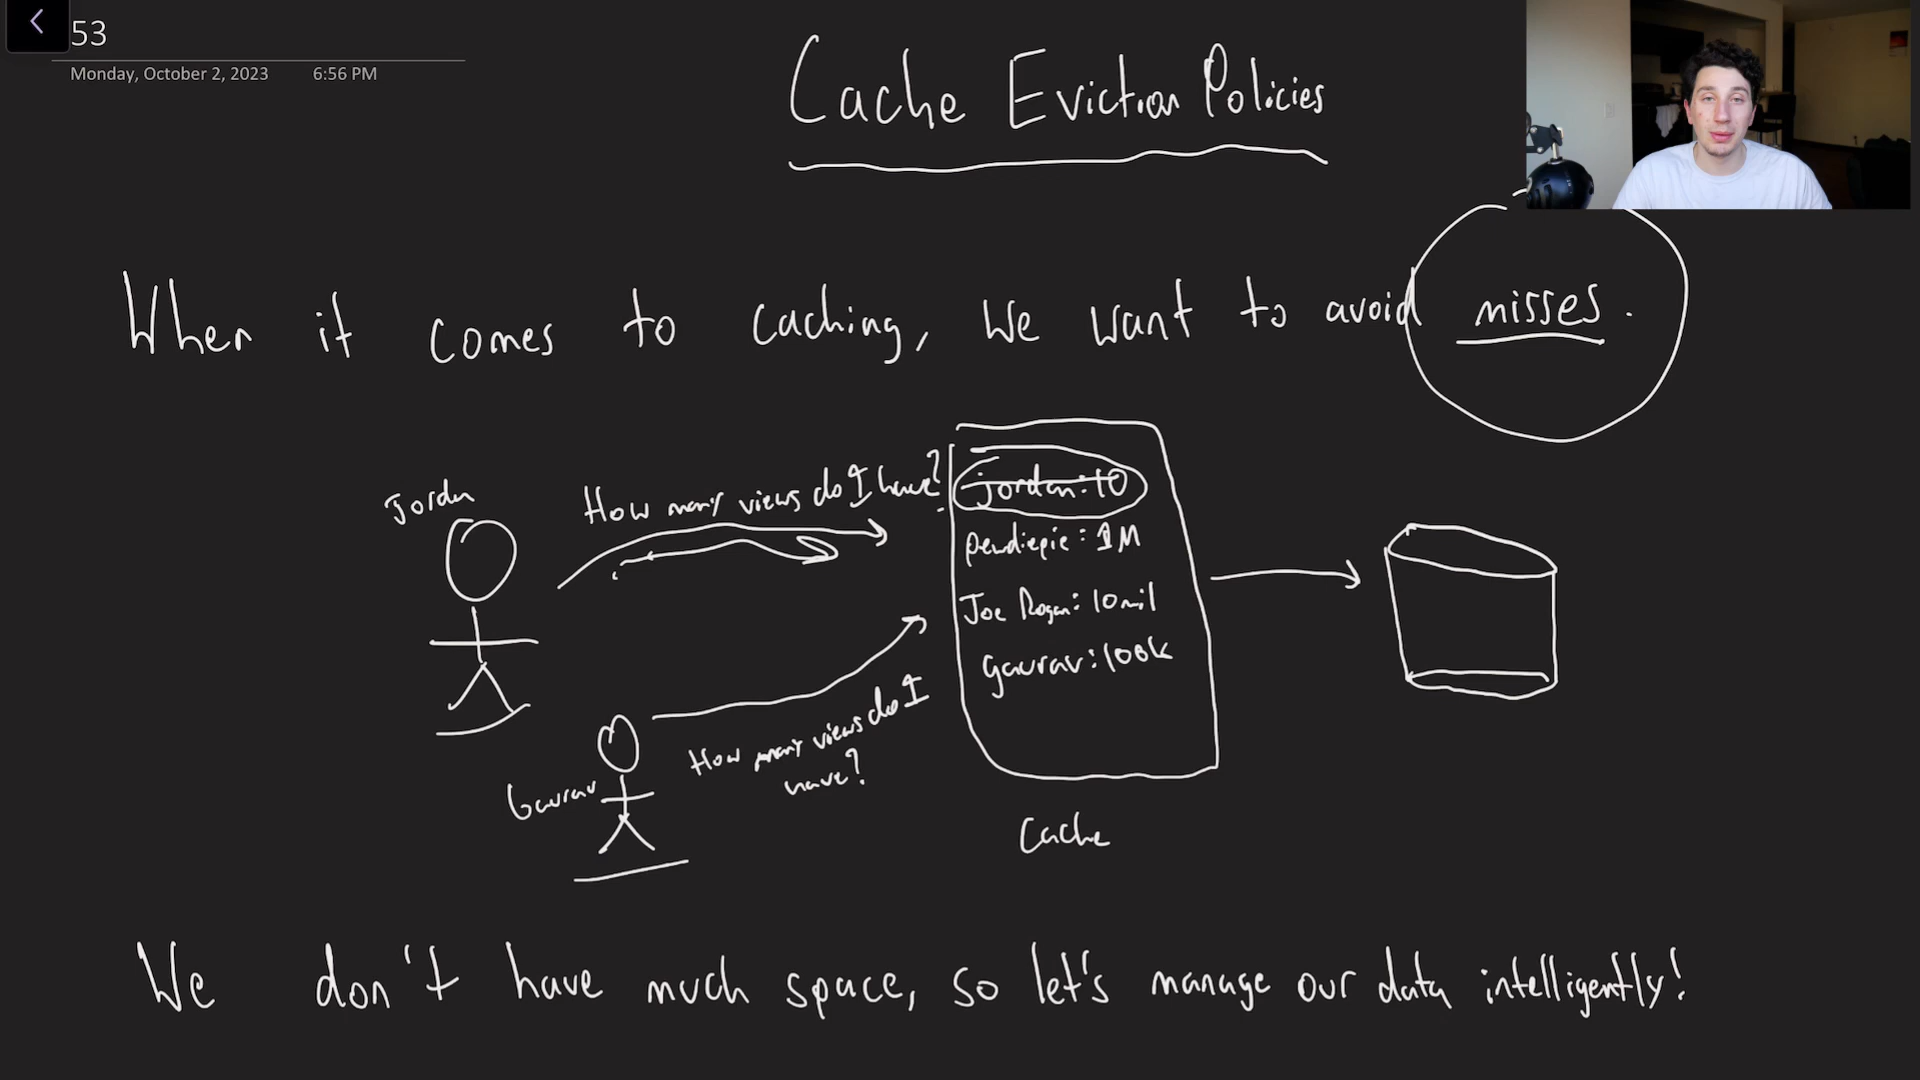 53
Monday, October 2, 2023 6:56 PM
Cache Eviction Policies
When it comes to caching, we want to avoid misses.
Jordan
How many views do I have?
jordan:10
pewdiepie: 1M
Joe Rogan: 10mil
gaurav:100k
Gaurav
How many views do I
have?
Cache
We don't have much space, so let's manage our data intelligently!